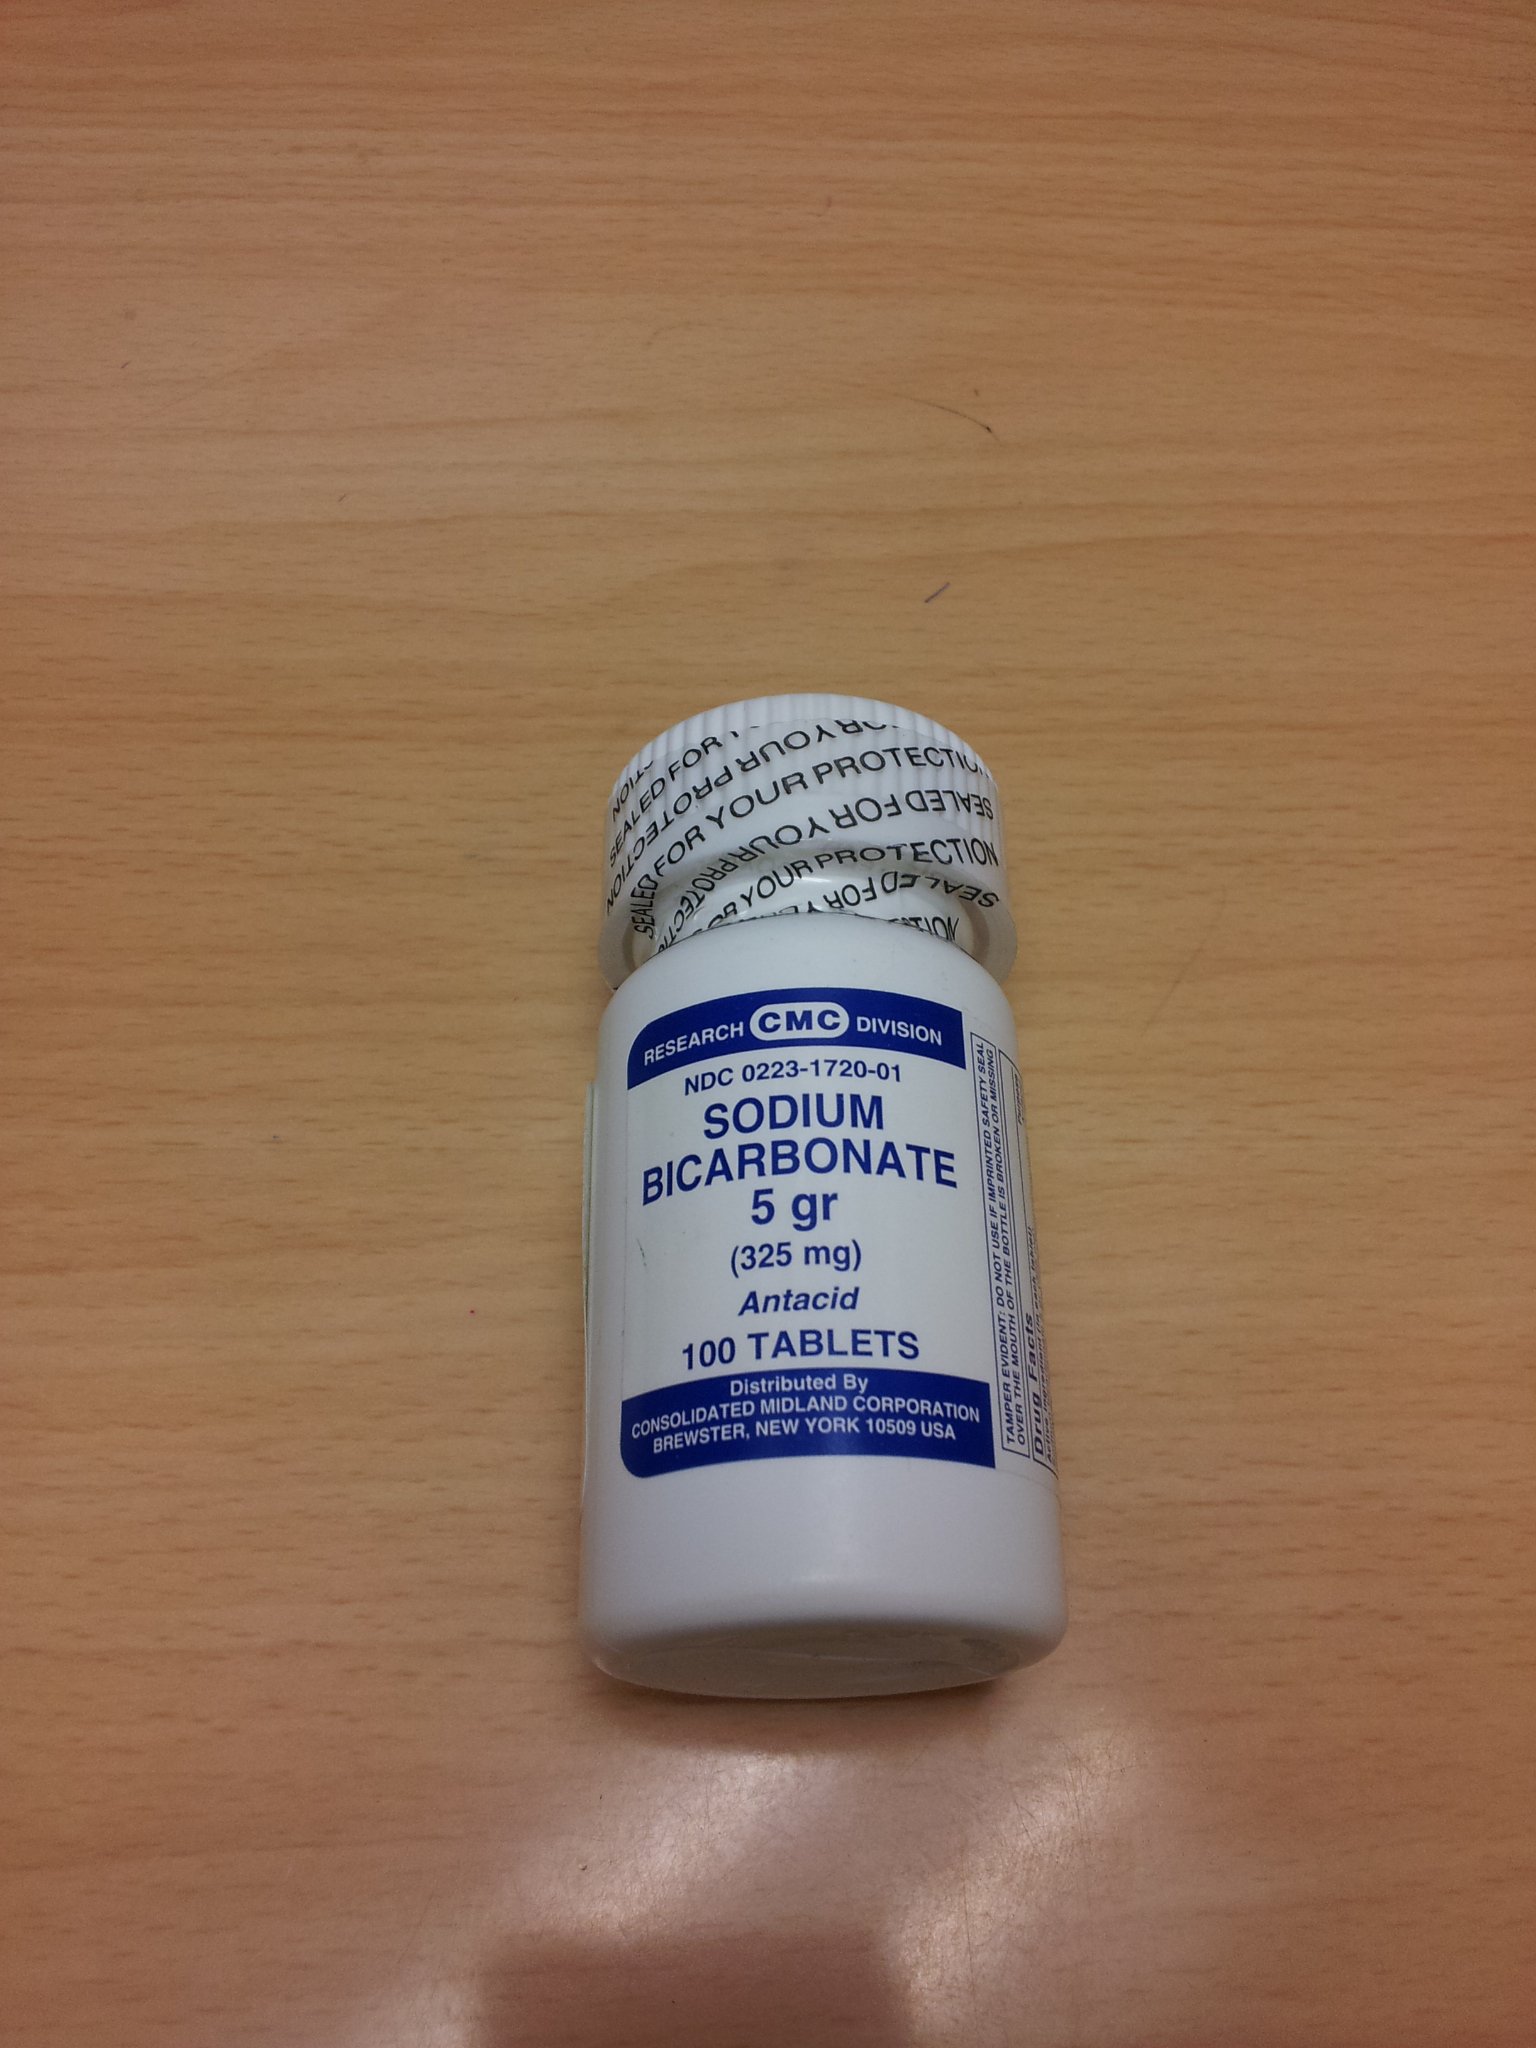 SEALED FOR
SEALED FOR YOUR PROTECTION
YOUR PROTECTION
RESEARCH CMC DIVISION
NDC 0223-1720-01
SODIUM
BICARBONATE
5 gr
(325 mg)
Antacid
100 TABLETS
Distributed By
CONSOLIDATED MIDLAND CORPORATION
BREWSTER, NEW YORK 10509 USA
TAMPER EVIDENT: DO NOT USE IF IMPRINTED SAFETY SEAL
OVER THE MOUTH OF THE BOTTLE IS BROKEN OR MISSING
Drug Facts